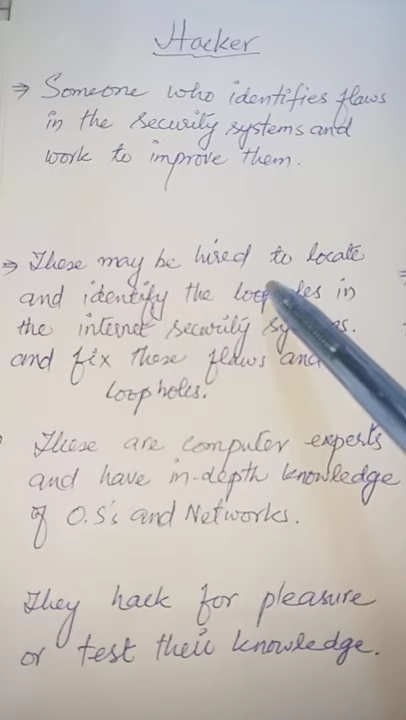 Hacker
⇒ Someone who identifies flaws
in the security systems and
work to improve them.
⇒ These may be hired to locate
and identify the in
the internet security
and fix these flaws and
loopholes.
These are computer experts
and have in-depth knowledge
of O.S's and Networks.
They hack for pleasure
or test their knowledge.